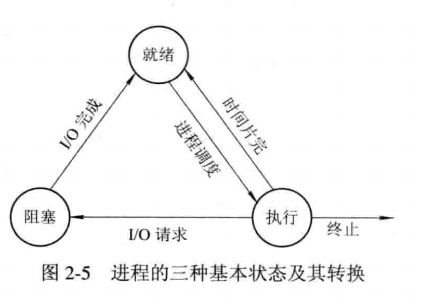 就绪
I/O 完成
进程调度
时间片完
阻塞
I/O 请求
执行
终止
图 2-5 进程的三种基本状态及其转换